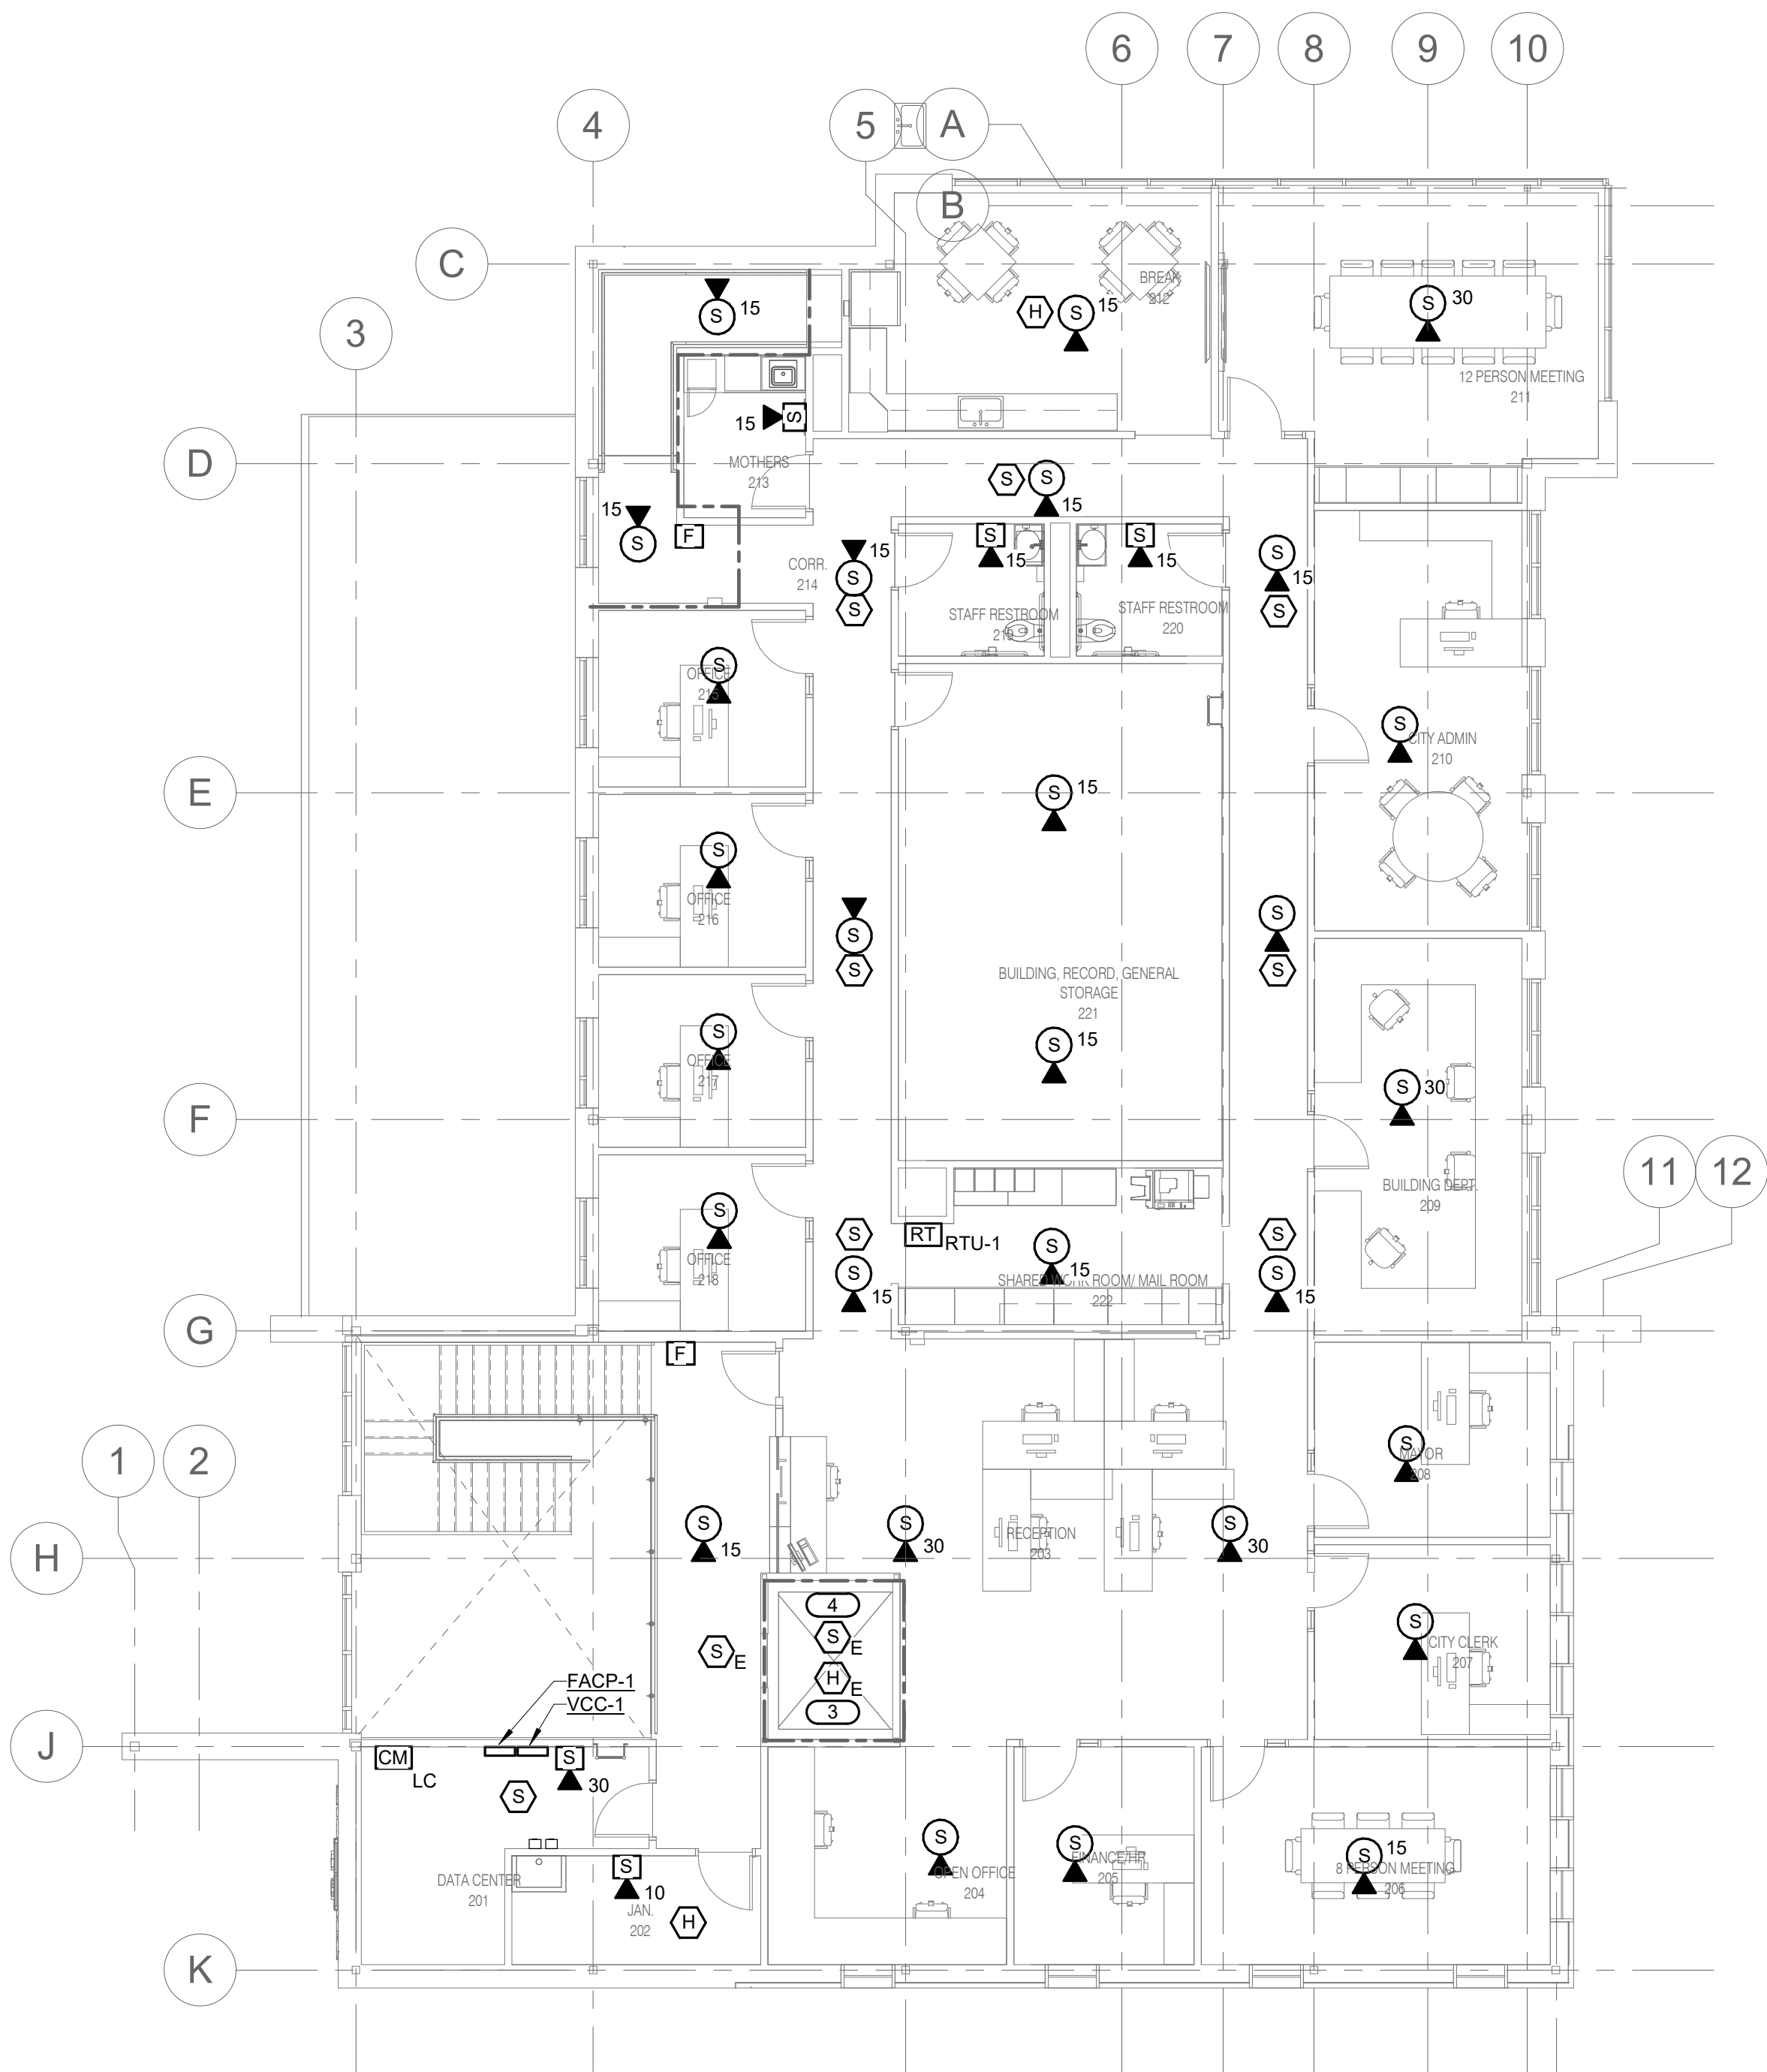 6 7 8 9 10
4 5 A
B
C
3
S 15
H S 15
BREAK
212
S 30
12 PERSON MEETING
211
15 S
D
MOTHERS
213
S S
15
15
S
F
S 15
S 15
CORR.
214
15
S
S
STAFF RESTROOM
219
STAFF RESTROOM
220
S
15
S
S
OFFICE
215
S
CITY ADMIN
210
E
S 15
S
OFFICE
216
S
S
S
S
BUILDING, RECORD, GENERAL
STORAGE
221
S
OFFICE
217
S 15
S 30
F
11 12
BUILDING DEPT.
209
S
OFFICE
218
S
S
15
RT RTU-1
S
15
SHARED WORK ROOM/ MAIL ROOM
222
S
S
15
G
F
1 2
S
MAYOR
208
S
15
S
30
RECEPTION
203
S
30
H
4
S E
S E
H E
3
S
CITY CLERK
207
FACP-1
VCC-1
J
CM
LC
S
30
S
DATA CENTER
201
S
10
JAN.
202
H
S
OPEN OFFICE
204
S
FINANCE/HR
205
S 15
8 PERSON MEETING
206
K